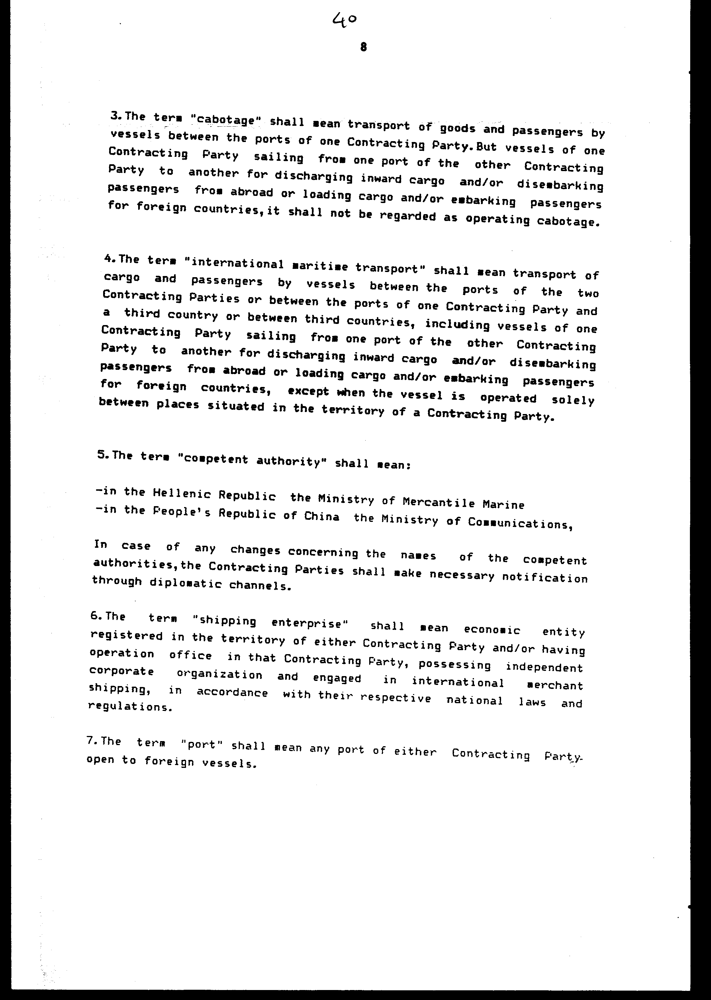 40
8
3.The term "cabotage" shall mean transport of goods and passengers by
vessels between the ports of one Contracting Party.But vessels of one
Contracting Party sailing from one port of the other Contracting
Party to another for discharging inward cargo and/or disembarking
passengers from abroad or loading cargo and/or embarking passengers
for foreign countries,it shall not be regarded as operating cabotage.
4.The term "international maritime transport" shall mean transport of
cargo and passengers by vessels between the ports of the two
Contracting Parties or between the ports of one Contracting Party and
a third country or between third countries, including vessels of one
Contracting Party sailing from one port of the other Contracting
Party to another for discharging inward cargo and/or disembarking
passengers from abroad or loading cargo and/or embarking passengers
for foreign countries, except when the vessel is operated solely
between places situated in the territory of a Contracting Party.
5.The term "competent authority" shall mean:
-in the Hellenic Republic the Ministry of Mercantile Marine
-in the People's Republic of China the Ministry of Communications,
In case of any changes concerning the names of the competent
authorities,the Contracting Parties shall make necessary notification
through diplomatic channels.
6.The term "shipping enterprise" shall mean economic entity
registered in the territory of either Contracting Party and/or having
operation office in that Contracting Party, possessing independent
corporate organization and engaged in international merchant
shipping, in accordance with their respective national laws and
regulations.
7.The term "port" shall mean any port of either Contracting Party
open to foreign vessels.